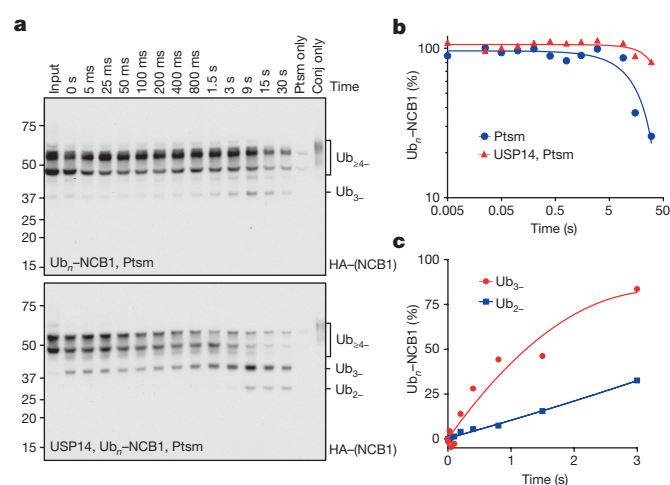 a
Input
0 s
5 ms
25 ms
50 ms
100 ms
200 ms
400 ms
800 ms
1.5 s
3 s
9 s
15 s
30 s
Ptsm only
Conj only
Time
75
50
37
25
20
15
Ub≥4–
Ub3–
Ubn–NCB1, Ptsm
HA–(NCB1)
75
50
37
25
20
15
Ub≥4–
Ub3–
Ub2–
USP14, Ubn–NCB1, Ptsm
HA–(NCB1)
b
Ubn–NCB1 (%)
100
10
Ptsm
USP14, Ptsm
0.005 0.05 0.5 5 50
Time (s)
c
Ubn–NCB1 (%)
100
75
50
25
0
Ub3–
Ub2–
0 1 2 3
Time (s)